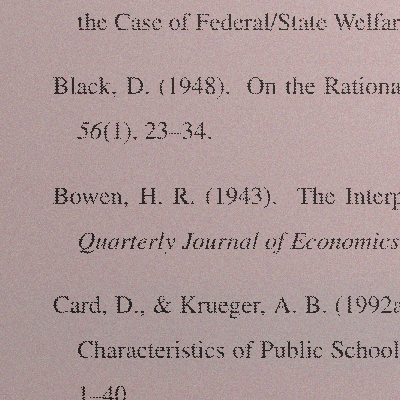 the Case of Federal/State Welfar
Black, D. (1948). On the Rationa
56(1), 23–34.
Bowen, H. R. (1943). The Interp
Quarterly Journal of Economics
Card, D., & Krueger, A. B. (1992a
Characteristics of Public School
1–40